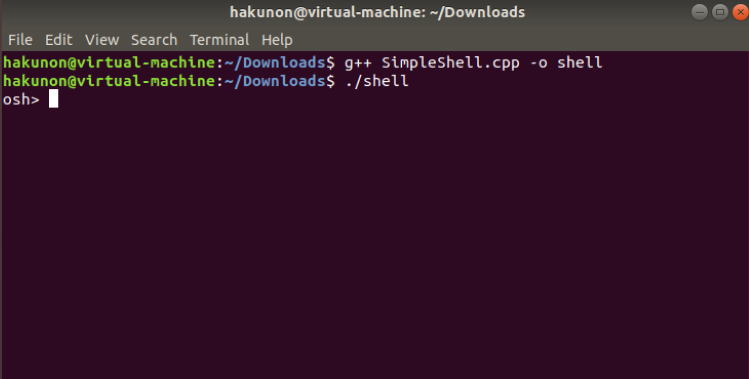 hakunon@virtual-machine: ~/Downloads
File Edit View Search Terminal Help
hakunon@virtual-machine:~/Downloads$ g++ SimpleShell.cpp -o shell
hakunon@virtual-machine:~/Downloads$ ./shell
osh>